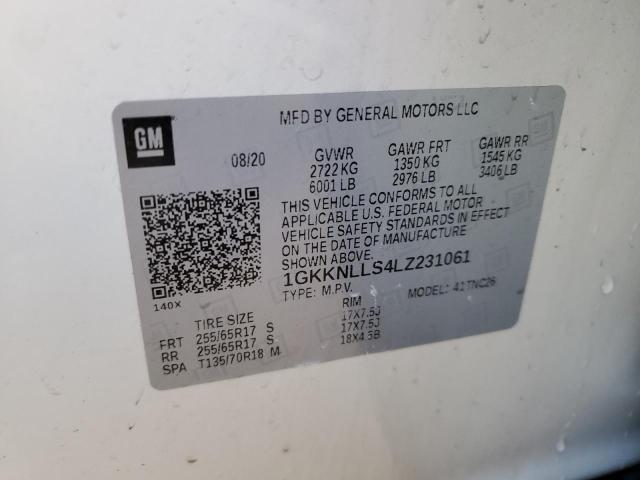 MFD BY GENERAL MOTORS LLC
GM
08/20 GVWR GAWR FRT GAWR RR
2722 KG 1350 KG 1545 KG
6001 LB 2976 LB 3406 LB
THIS VEHICLE CONFORMS TO ALL
APPLICABLE U.S. FEDERAL MOTOR
VEHICLE SAFETY STANDARDS IN EFFECT
ON THE DATE OF MANUFACTURE
SHOWN ABOVE.
1GKKNLLS4LZ231061
140X
TYPE: M.P.V. MODEL: 41TNC26
TIRE SIZE RIM
FRT 255/65R17 S 17X7.5J
RR 255/65R17 S 17X7.5J
SPA T135/70R18 M 18X4.5B